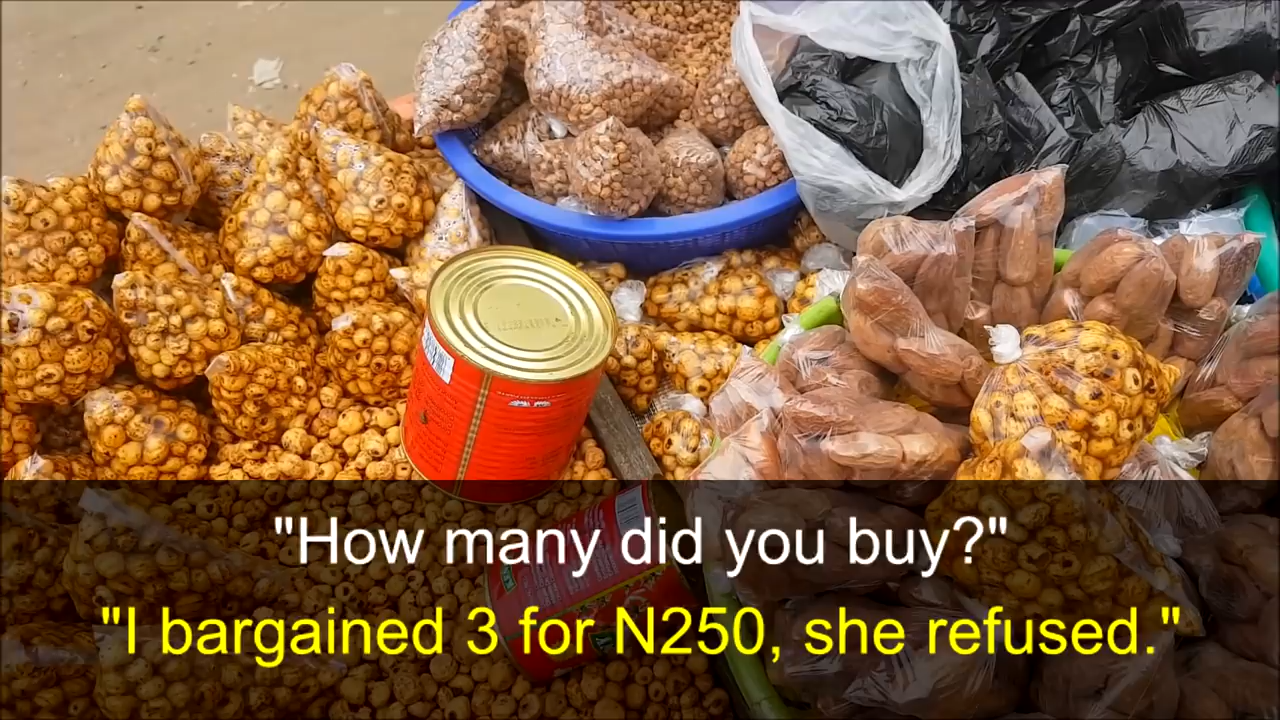 "How many did you buy?"
"I bargained 3 for N250, she refused."